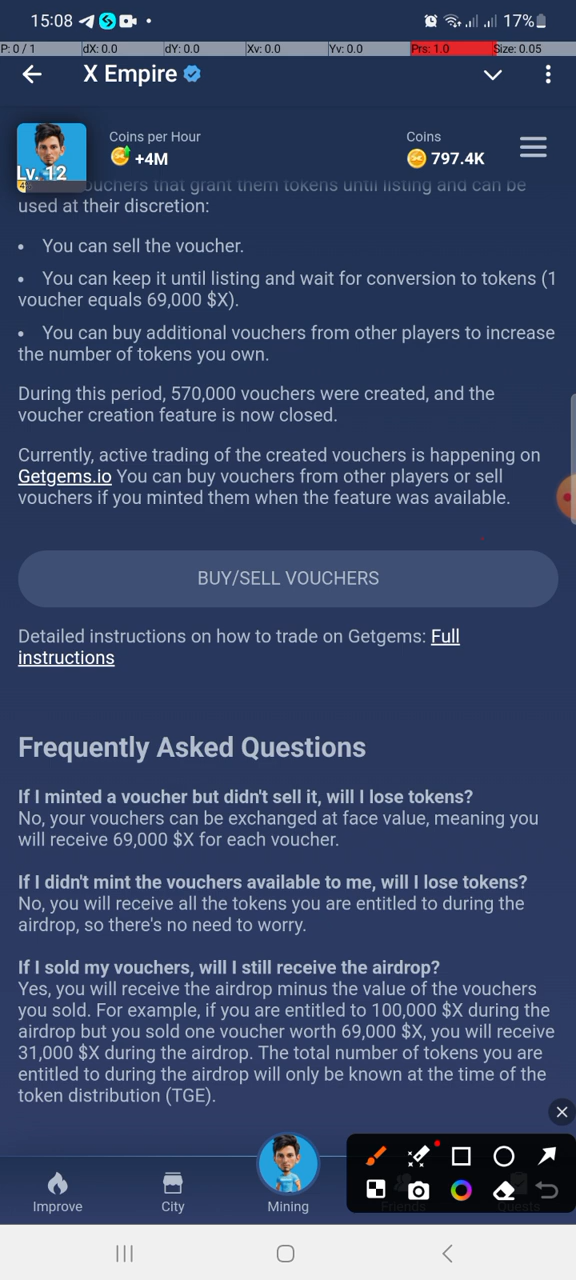 15:08 17%
P: 0 / 1 dX: 0.0 dY: 0.0 Xv: 0.0 Yv: 0.0 Prs: 1.0 Size: 0.05
X Empire
Coins per Hour Coins
+4M 797.4K
Lv. 12
vouchers that grant them tokens until listing and can be
used at their discretion:
• You can sell the voucher.
• You can keep it until listing and wait for conversion to tokens (1
voucher equals 69,000 $X).
• You can buy additional vouchers from other players to increase
the number of tokens you own.
During this period, 570,000 vouchers were created, and the
voucher creation feature is now closed.
Currently, active trading of the created vouchers is happening on
Getgems.io You can buy vouchers from other players or sell
vouchers if you minted them when the feature was available.
BUY/SELL VOUCHERS
Detailed instructions on how to trade on Getgems: Full
instructions
Frequently Asked Questions
If I minted a voucher but didn't sell it, will I lose tokens?
No, your vouchers can be exchanged at face value, meaning you
will receive 69,000 $X for each voucher.
If I didn't mint the vouchers available to me, will I lose tokens?
No, you will receive all the tokens you are entitled to during the
airdrop, so there's no need to worry.
If I sold my vouchers, will I still receive the airdrop?
Yes, you will receive the airdrop minus the value of the vouchers
you sold. For example, if you are entitled to 100,000 $X during the
airdrop but you sold one voucher worth 69,000 $X, you will receive
31,000 $X during the airdrop. The total number of tokens you are
entitled to during the airdrop will only be known at the time of the
token distribution (TGE).
Improve City Mining Friends Quests